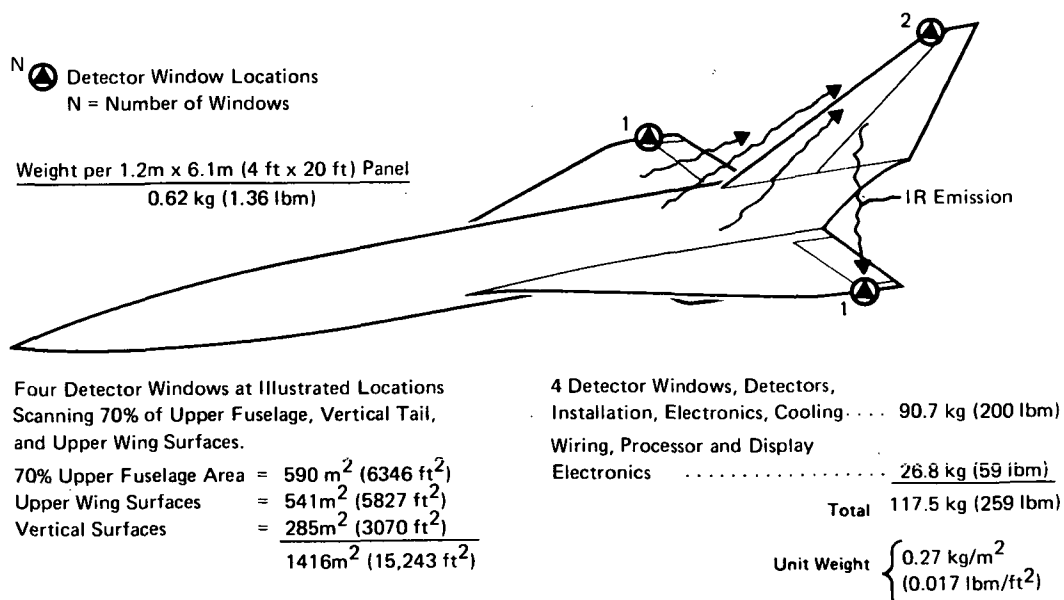 N Detector Window Locations
N = Number of Windows
Weight per 1.2m x 6.1m (4 ft x 20 ft) Panel
0.62 kg (1.36 lbm)
2
1
IR Emission
1
Four Detector Windows at Illustrated Locations
Scanning 70% of Upper Fuselage, Vertical Tail,
and Upper Wing Surfaces.
70% Upper Fuselage Area = 590 m² (6346 ft²)
Upper Wing Surfaces = 541m² (5827 ft²)
Vertical Surfaces = 285m² (3070 ft²)
1416m² (15,243 ft²)
4 Detector Windows, Detectors,
Installation, Electronics, Cooling .... 90.7 kg (200 lbm)
Wiring, Processor and Display
Electronics .................. 26.8 kg (59 lbm)
Total 117.5 kg (259 lbm)
Unit Weight { 0.27 kg/m²
(0.017 lbm/ft²)